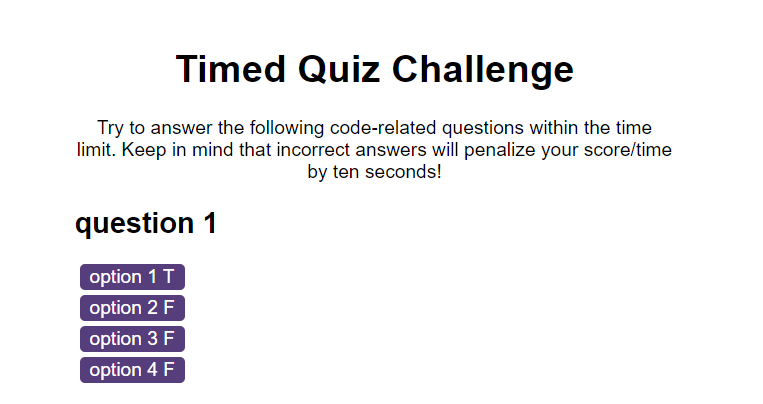 Timed Quiz Challenge
Try to answer the following code-related questions within the time
limit. Keep in mind that incorrect answers will penalize your score/time
by ten seconds!
question 1
option 1 T
option 2 F
option 3 F
option 4 F